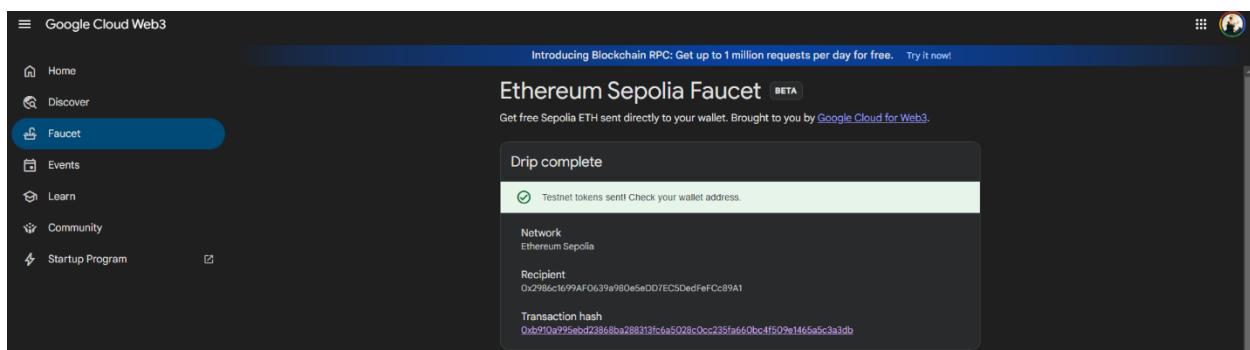 Google Cloud Web3
Introducing Blockchain RPC: Get up to 1 million requests per day for free. Try it now!
Home
Discover
Faucet
Events
Learn
Community
Startup Program
Ethereum Sepolia Faucet BETA
Get free Sepolia ETH sent directly to your wallet. Brought to you by Google Cloud for Web3.
Drip complete
Testnet tokens sent! Check your wallet address.
Network
Ethereum Sepolia
Recipient
0x2986c1699AF0639a980e5eDD7EC5DedFeFCc89A1
Transaction hash
0xb910a995ebd23868ba288313fc6a5028c0cc235fa660bc4f509e1465a5c3a3db